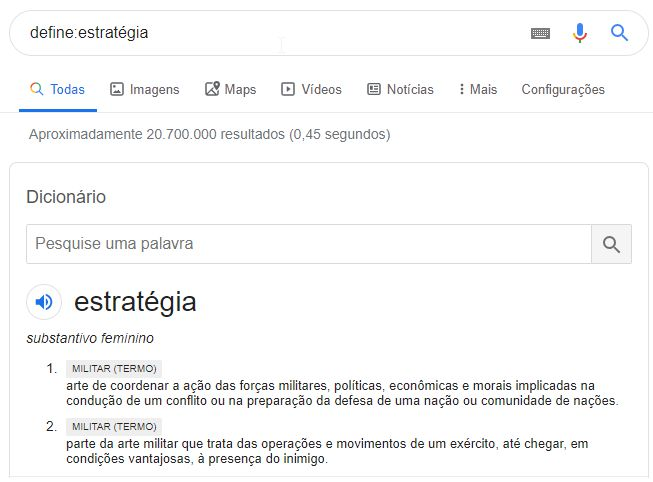 define:estratégia
Todas Imagens Maps Vídeos Notícias Mais Configurações
Aproximadamente 20.700.000 resultados (0,45 segundos)
Dicionário
Pesquise uma palavra
estratégia
substantivo feminino
1. MILITAR (TERMO)
arte de coordenar a ação das forças militares, políticas, econômicas e morais implicadas na
condução de um conflito ou na preparação da defesa de uma nação ou comunidade de nações.
2. MILITAR (TERMO)
parte da arte militar que trata das operações e movimentos de um exército, até chegar, em
condições vantajosas, à presença do inimigo.